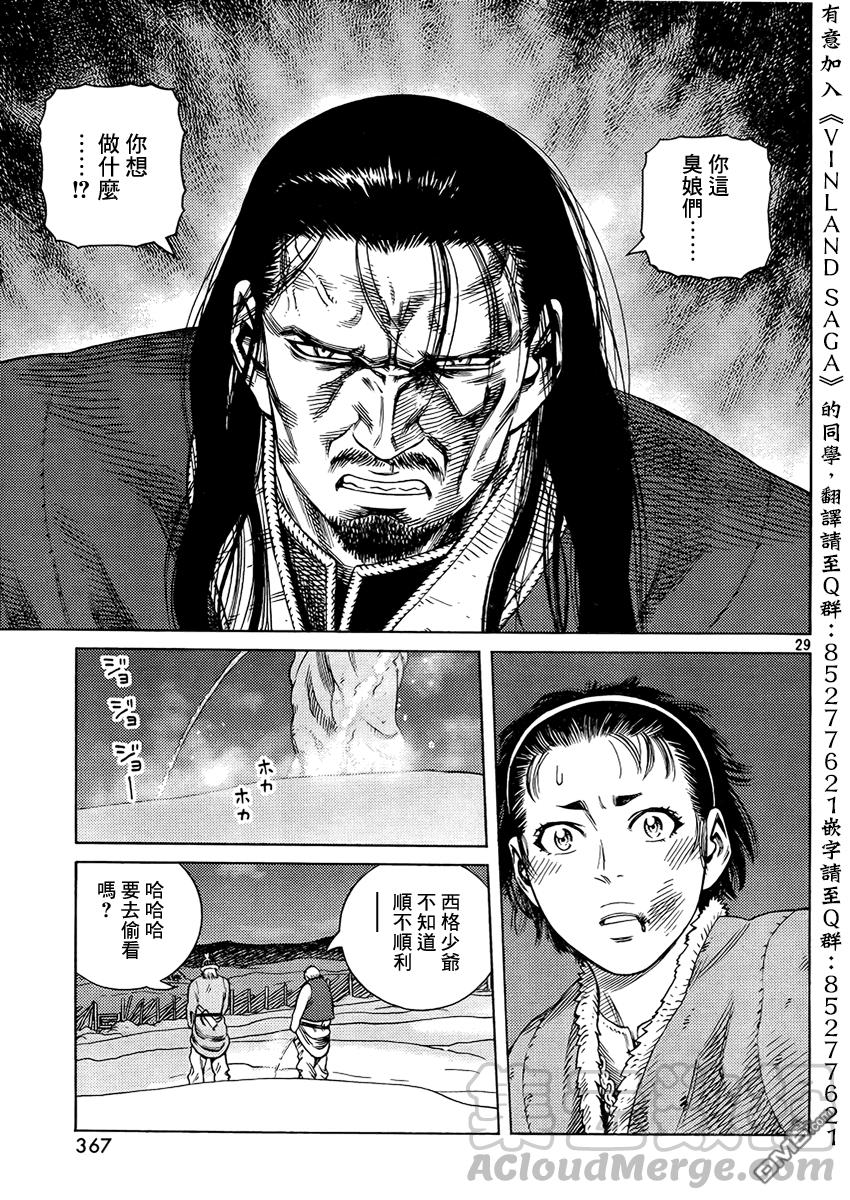 你這
臭娘們……
你想
做什麼
……!?
29
ジョ
ジョ
ジョー
ホカ
ホカ
西格少爺
不知道
順不順利
——
哈哈哈
要去偷看
嗎？
367
有意加入《VINLAND SAGA》的同學，翻譯請至Q群：85277621嵌字請至Q群：85277621
ACloudMerge.com